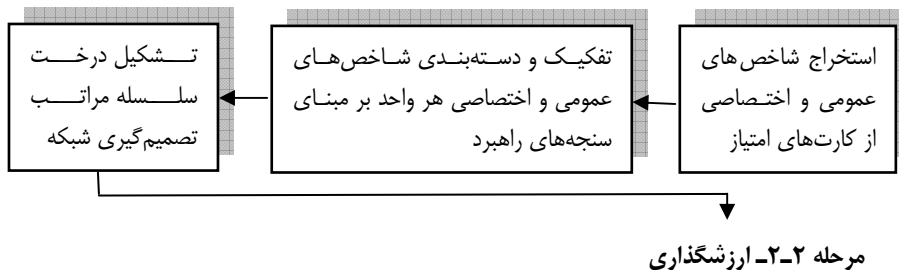 استخراج شاخص‌های
عمومی و اختصاصی
از کارت‌های امتیاز
تفکیک و دسته‌بندی شاخص‌های
عمومی و اختصاصی هر واحد بر مبنای
سنجه‌های راهبرد
تشکیل درخت
سلسله مراتب
تصمیم‌گیری شبکه
مرحله ۲ـ۲ـ ارزشگذاری